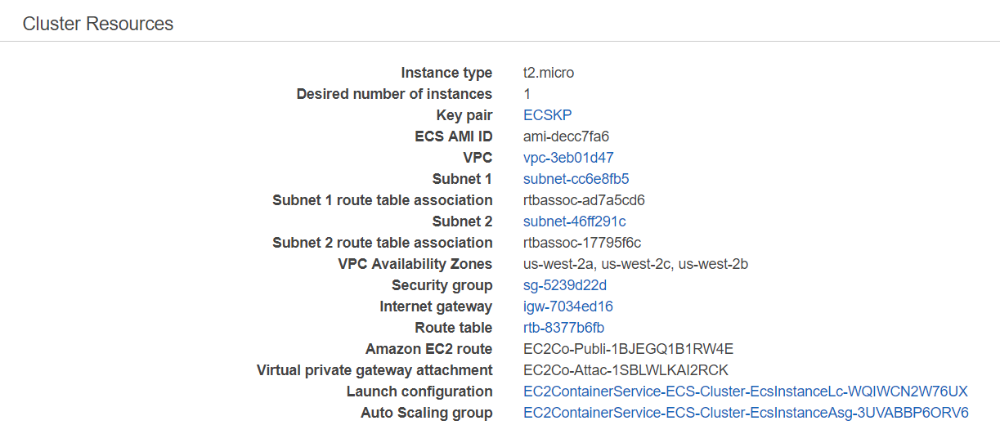 Cluster Resources
Instance type t2.micro
Desired number of instances 1
Key pair ECSKP
ECS AMI ID ami-decc7fa6
VPC vpc-3eb01d47
Subnet 1 subnet-cc6e8fb5
Subnet 1 route table association rtbassoc-ad7a5cd6
Subnet 2 subnet-46ff291c
Subnet 2 route table association rtbassoc-17795f6c
VPC Availability Zones us-west-2a, us-west-2c, us-west-2b
Security group sg-5239d22d
Internet gateway igw-7034ed16
Route table rtb-8377b6fb
Amazon EC2 route EC2Co-Publi-1BJEGQ1B1RW4E
Virtual private gateway attachment EC2Co-Attac-1SBLWLKAI2RCK
Launch configuration EC2ContainerService-ECS-Cluster-EcsInstanceLc-WQIWCN2W76UX
Auto Scaling group EC2ContainerService-ECS-Cluster-EcsInstanceAsg-3UVABBP6ORV6